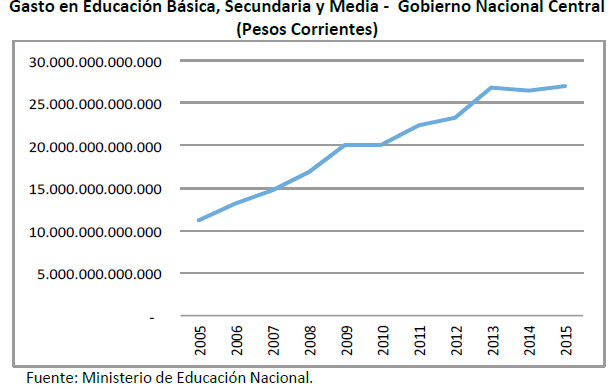 Gasto en Educación Básica, Secundaria y Media - Gobierno Nacional Central
(Pesos Corrientes)
30.000.000.000.000
25.000.000.000.000
20.000.000.000.000
15.000.000.000.000
10.000.000.000.000
5.000.000.000.000
-
2005 2006 2007 2008 2009 2010 2011 2012 2013 2014 2015
Fuente: Ministerio de Educación Nacional.